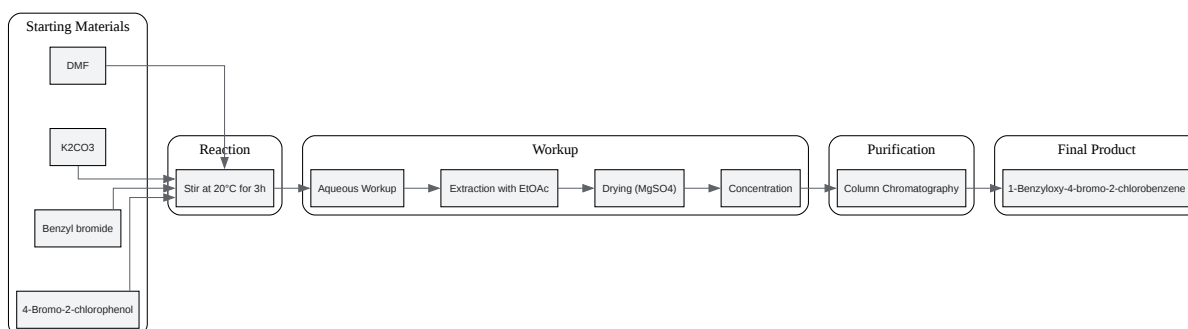 Starting Materials
DMF
K2CO3
Benzyl bromide
4-Bromo-2-chlorophenol
Reaction
Stir at 20°C for 3h
Workup
Aqueous Workup
Extraction with EtOAc
Drying (MgSO4)
Concentration
Purification
Column Chromatography
Final Product
1-Benzyloxy-4-bromo-2-chlorobenzene